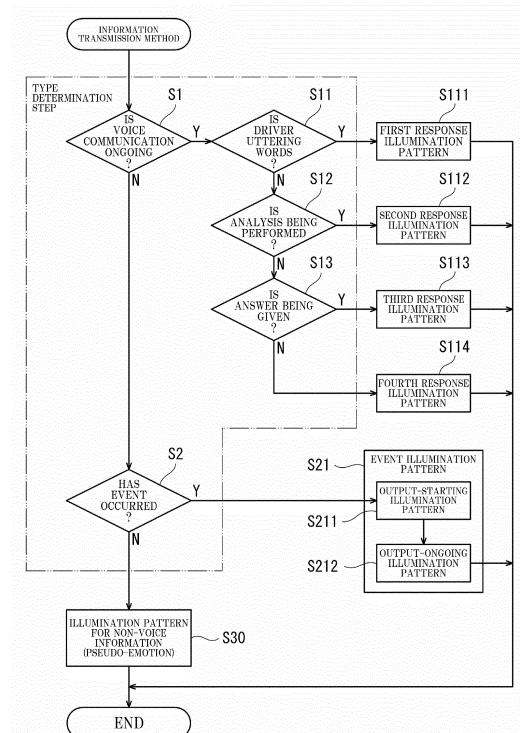 INFORMATION
TRANSMISSION METHOD
TYPE
DETERMINATION
STEP
S1
IS
VOICE
COMMUNICATION
ONGOING
?
Y
N
S11
IS
DRIVER
UTTERING
WORDS
?
Y
N
S111
FIRST RESPONSE
ILLUMINATION
PATTERN
S12
IS
ANALYSIS BEING
PERFORMED
?
Y
N
S112
SECOND RESPONSE
ILLUMINATION
PATTERN
S13
IS
ANSWER BEING
GIVEN
?
Y
N
S113
THIRD RESPONSE
ILLUMINATION
PATTERN
S114
FOURTH RESPONSE
ILLUMINATION
PATTERN
S2
HAS
EVENT
OCCURRED
?
Y
N
S21
EVENT ILLUMINATION
PATTERN
OUTPUT-STARTING
ILLUMINATION
PATTERN
S211
OUTPUT-ONGOING
ILLUMINATION
PATTERN
S212
ILLUMINATION PATTERN
FOR NON-VOICE
INFORMATION
(PSEUDO-EMOTION)
S30
END